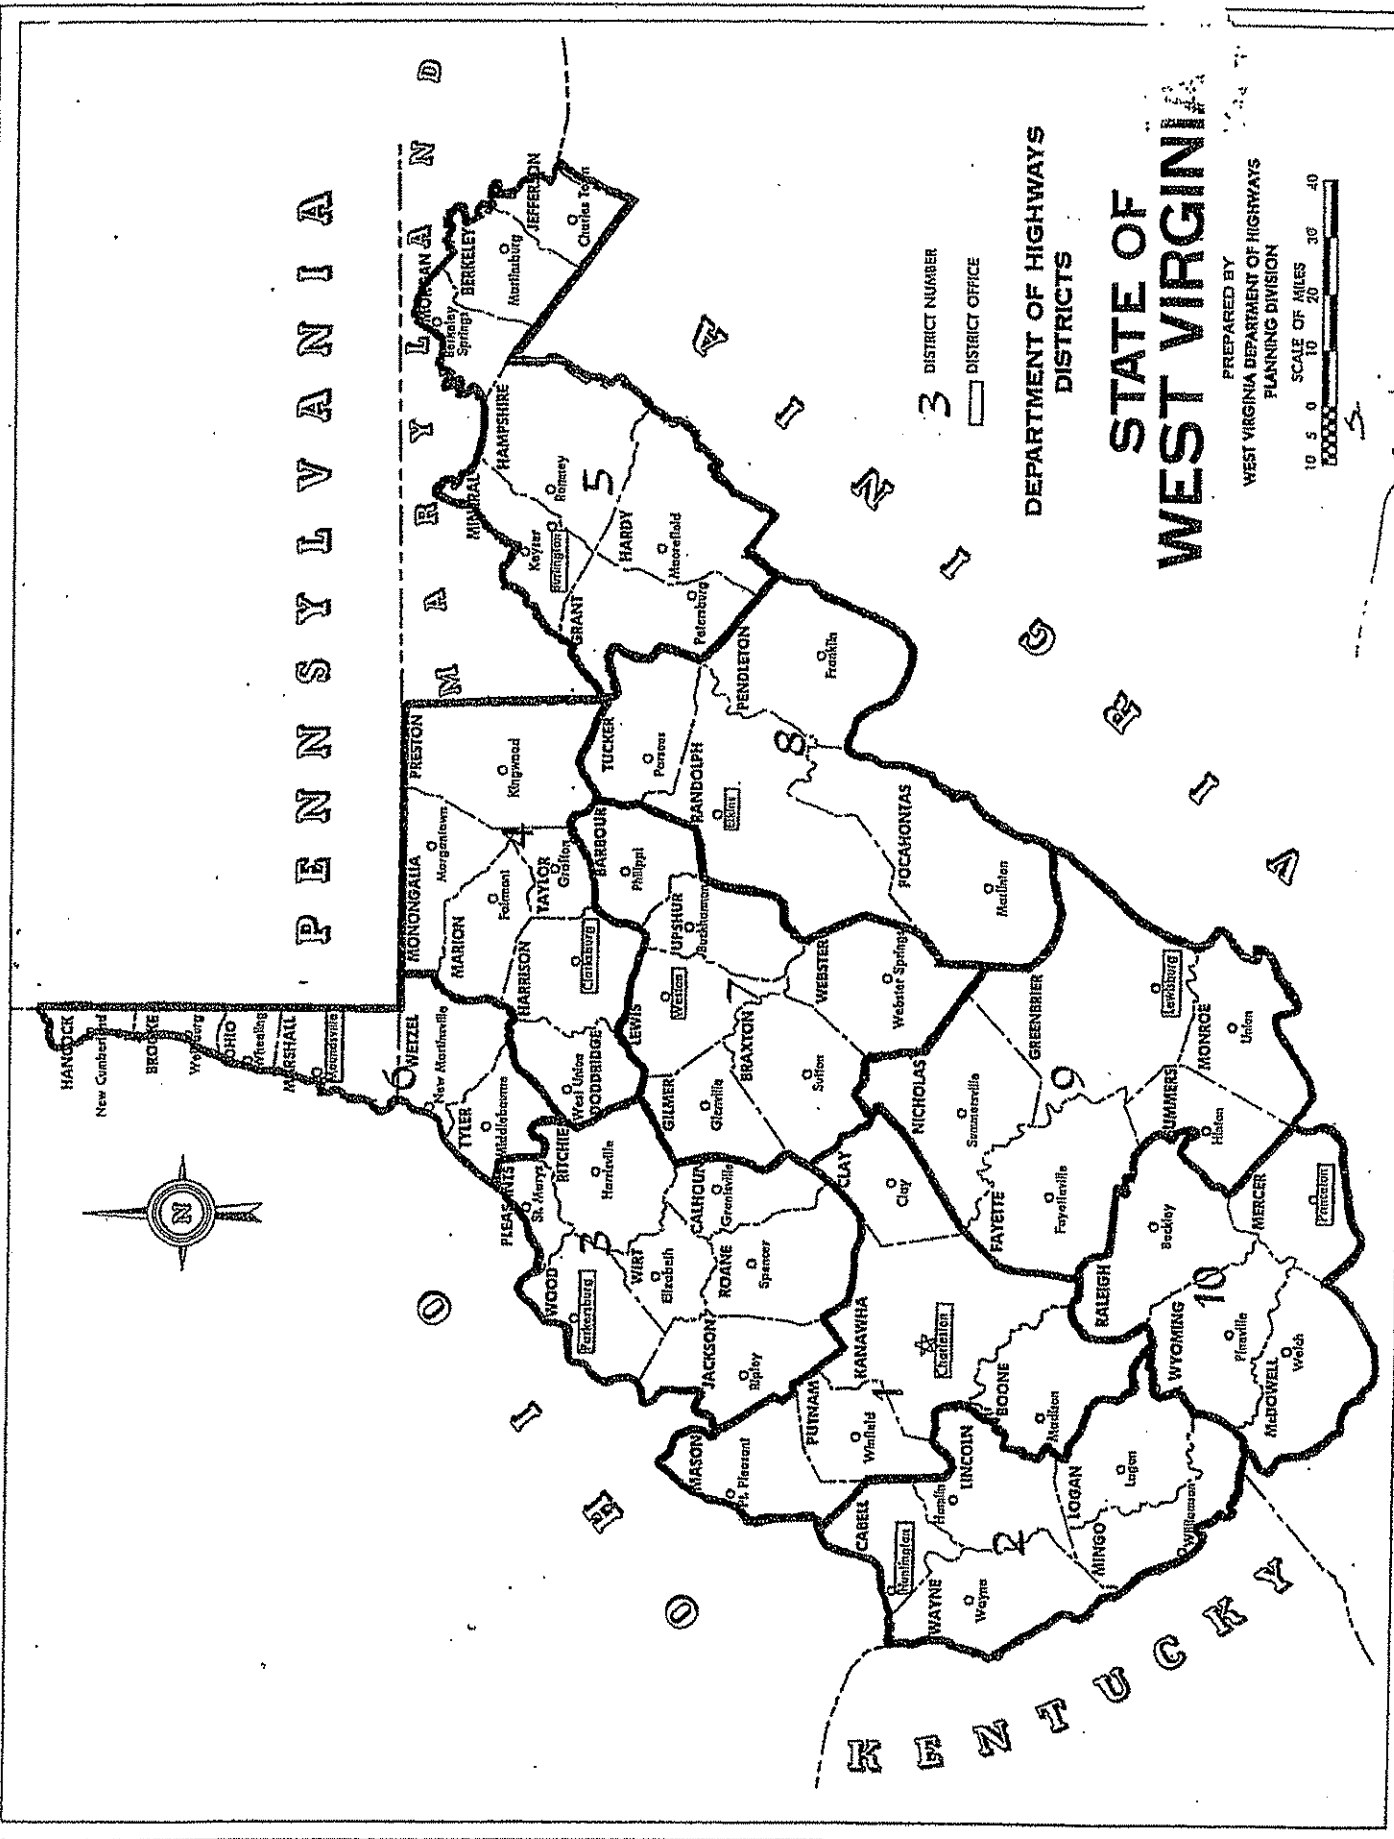 PENNSYLVANIA
MARYLAND
OHIO
KENTUCKY
VIRGINIA
N
HANCOCK
New Cumberland
BROOKE
OHIO
Wheeling
MARSHALL
Moundsville
6
WETZEL
New Martinsville
TYLER
Middlebourne
PLEASANTS
St. Marys
RITCHIE
Harrisville
WOOD
Parkersburg
3
WIRT
Elizabeth
CALHOUN
Grantsville
ROANE
Spencer
JACKSON
Ripley
MONONGALIA
Morgantown
PRESTON
Kingwood
MARION
Fairmont
4
TAYLOR
Grafton
HARRISON
Clarksburg
DODDRIDGE
West Union
BARBOUR
Philippi
LEWIS
Weston
UPSHUR
Buckhannon
7
GILMER
Glenville
BRAXTON
Sutton
WEBSTER
Webster Springs
TUCKER
Parsons
RANDOLPH
Elkins
8
PENDLETON
Franklin
POCAHONTAS
Marlinton
GRANT
Petersburg
MINERAL
Keyser
Burlington
HAMPSHIRE
Romney
5
HARDY
Moorefield
MORGAN
Berkeley
Springs
BERKELEY
Martinsburg
JEFFERSON
Charles Town
MASON
Pt. Pleasant
PUTNAM
Winfield
1
KANAWHA
Charleston
CLAY
Clay
BOONE
Madison
CABELL
Huntington
LINCOLN
Hamlin
WAYNE
Wayne
2
LOGAN
Logan
MINGO
Williamson
NICHOLAS
Summersville
GREENBRIER
Lewisburg
9
FAYETTE
Fayetteville
SUMMERS
Hinton
MONROE
Union
RALEIGH
Beckley
10
WYOMING
Pineville
McDOWELL
Welch
MERCER
Princeton
3 DISTRICT NUMBER
DISTRICT OFFICE
DEPARTMENT OF HIGHWAYS
DISTRICTS
STATE OF
WEST VIRGINIA
PREPARED BY
WEST VIRGINIA DEPARTMENT OF HIGHWAYS
PLANNING DIVISION
SCALE OF MILES
10 5 0 10 20 30 40